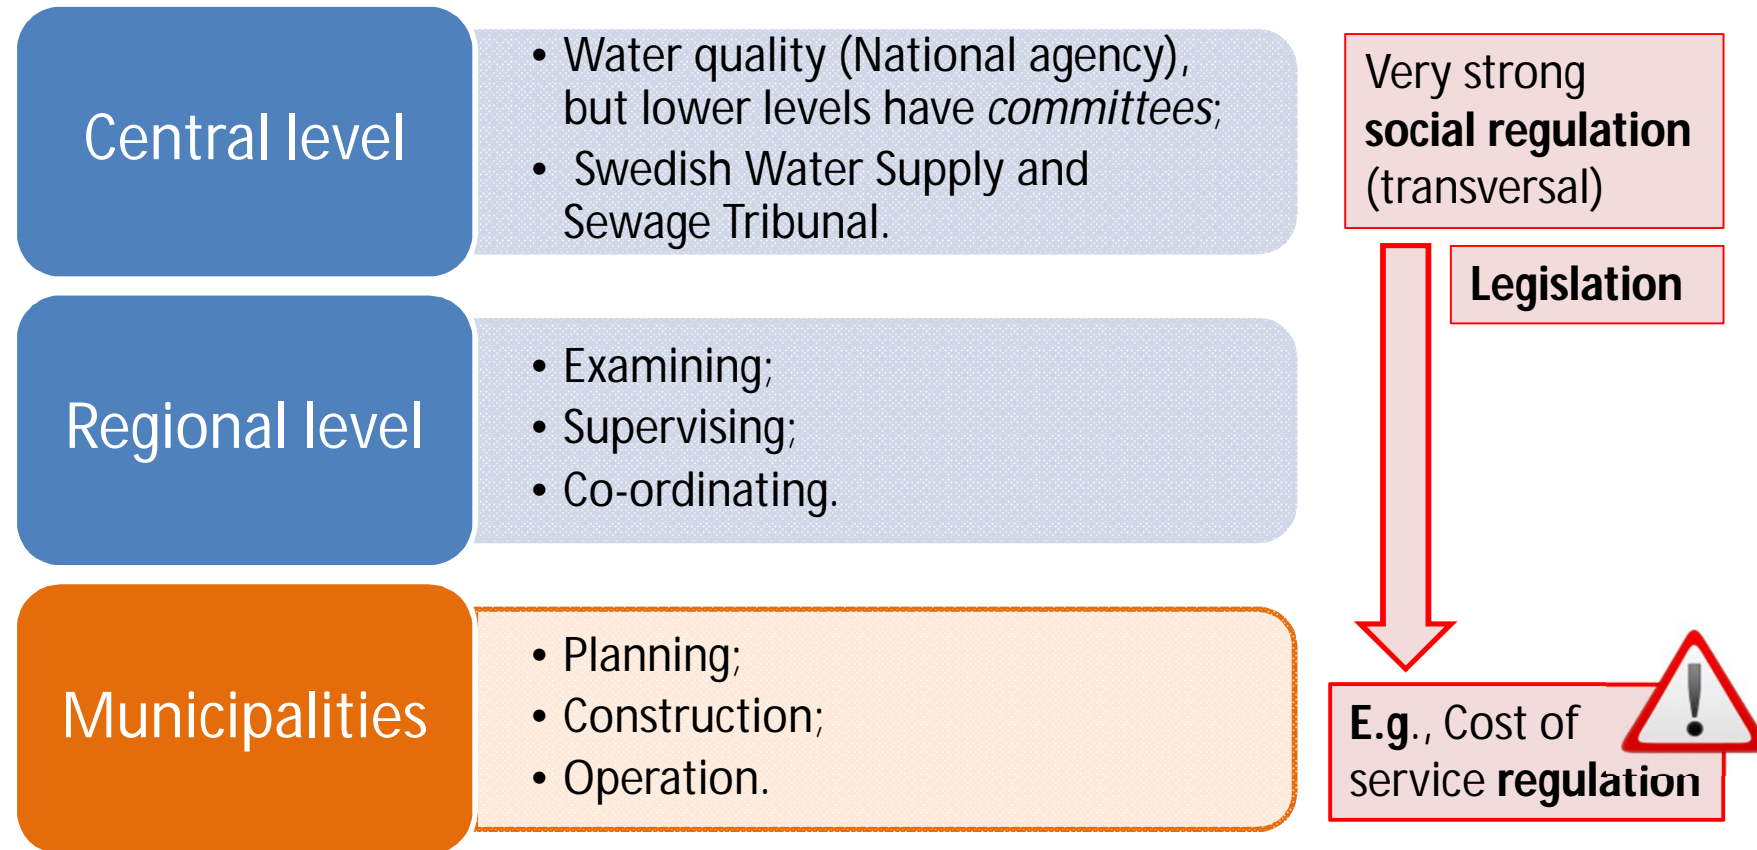 Central level
• Water quality (National agency),
but lower levels have committees;
• Swedish Water Supply and
Sewage Tribunal.
Very strong
social regulation
(transversal)
Legislation
Regional level
• Examining;
• Supervising;
• Co-ordinating.
Municipalities
• Planning;
• Construction;
• Operation.
E.g., Cost of
service regulation